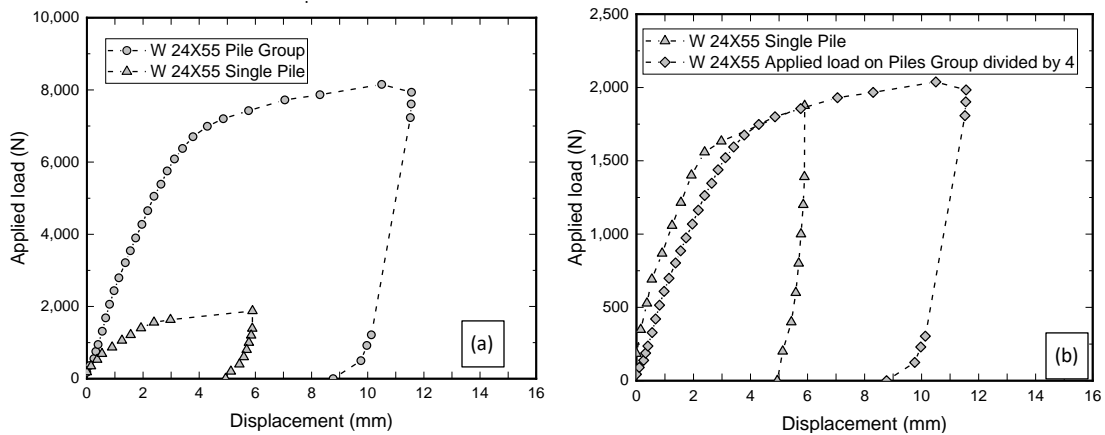 W 24X55 Pile Group
W 24X55 Single Pile
10,000
8,000
6,000
4,000
2,000
0
Applied load (N)
0 2 4 6 8 10 12 14 16
Displacement (mm)
(a)
W 24X55 Single Pile
W 24X55 Applied load on Piles Group divided by 4
2,500
2,000
1,500
1,000
500
0
Applied load (N)
0 2 4 6 8 10 12 14 16
Displacement (mm)
(b)